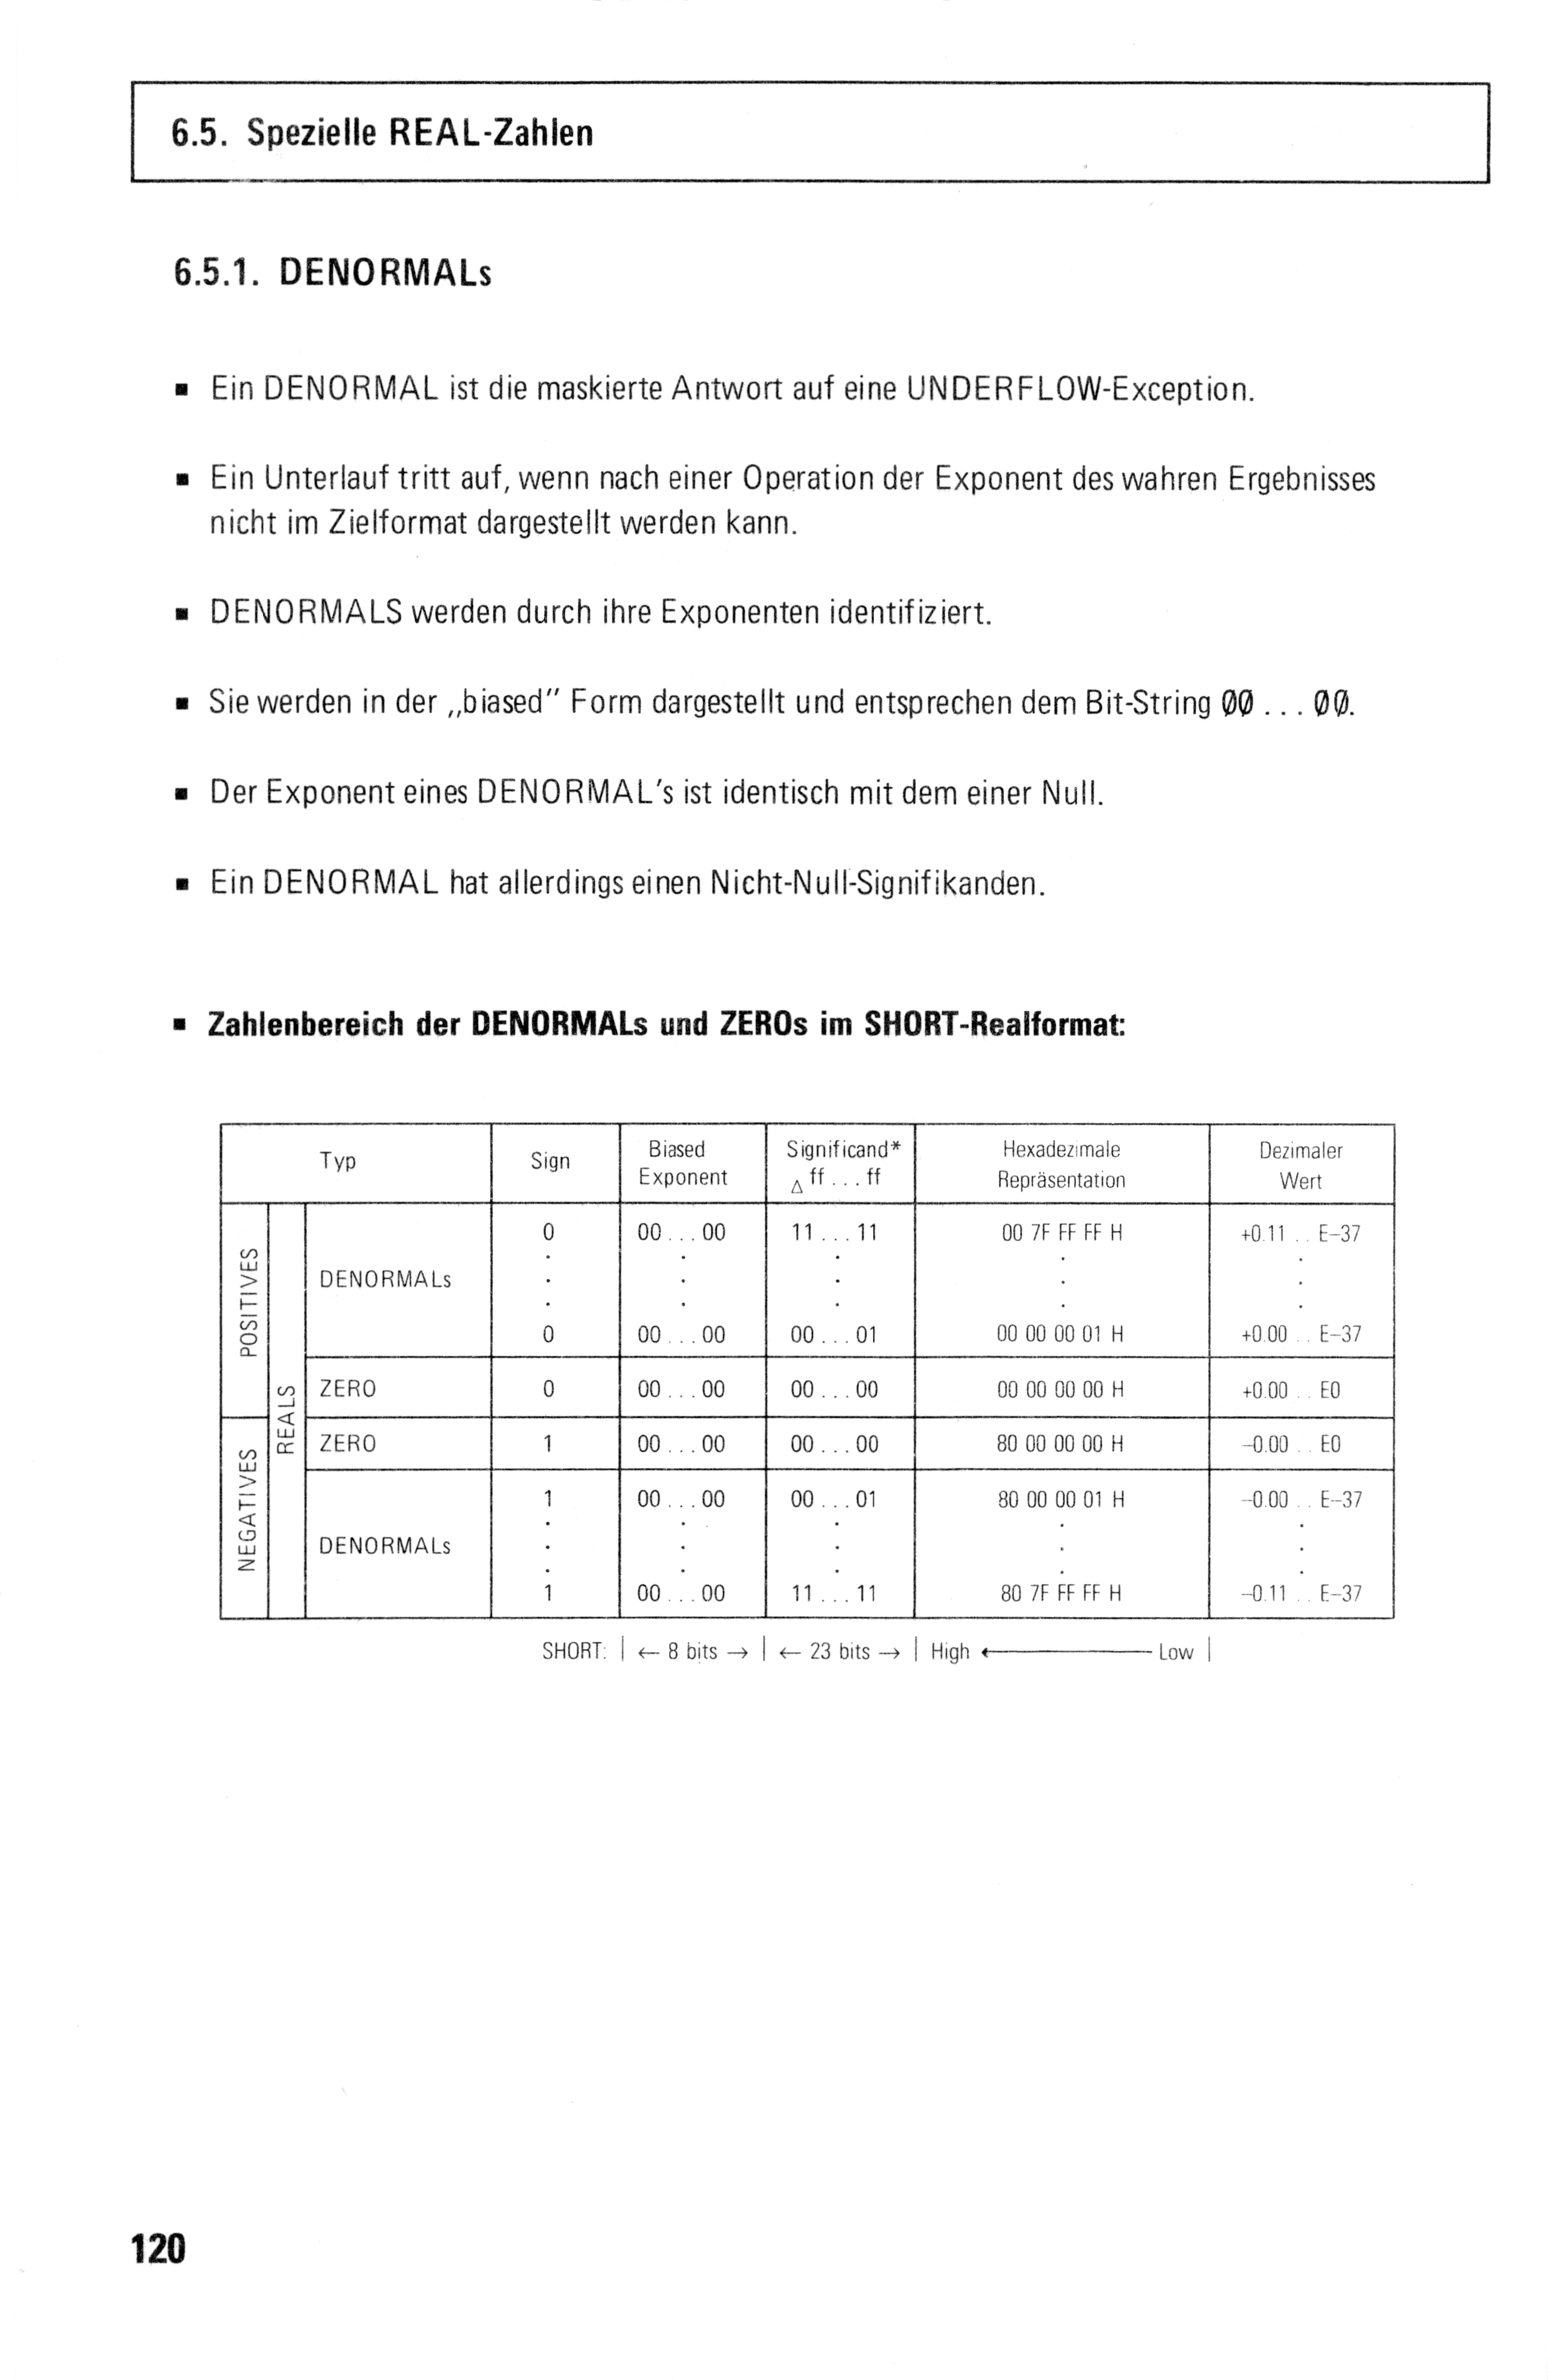 6.5. Spezielle REAL-Zahlen
6.5.1. DENORMALs
▪ Ein DENORMAL ist die maskierte Antwort auf eine UNDERFLOW-Exception.
▪ Ein Unterlauf tritt auf, wenn nach einer Operation der Exponent des wahren Ergebnisses
nicht im Zielformat dargestellt werden kann.
▪ DENORMALS werden durch ihre Exponenten identifiziert.
▪ Sie werden in der „biased” Form dargestellt und entsprechen dem Bit-String 00 . . . 00.
▪ Der Exponent eines DENORMAL's ist identisch mit dem einer Null.
▪ Ein DENORMAL hat allerdings einen Nicht-Null-Signifikanden.
▪ Zahlenbereich der DENORMALs und ZEROs im SHORT-Realformat:
Typ Sign Biased Exponent Significand* △ ff . . . ff Hexadezimale Repräsentation Dezimaler Wert
POSITIVES
REALS
NEGATIVES
0 00 . . . 00 11 . . . 11 00 7F FF FF H +0.11 . . E–37
DENORMALs
0 00 . . . 00 00 . . . 01 00 00 00 01 H +0.00 . . E–37
ZERO 0 00 . . . 00 00 . . . 00 00 00 00 00 H +0.00 . . E0
ZERO 1 00 . . . 00 00 . . . 00 80 00 00 00 H –0.00 . . E0
1 00 . . . 00 00 . . . 01 80 00 00 01 H –0.00 . . E–37
DENORMALs
1 00 . . . 00 11 . . . 11 80 7F FF FF H –0.11 . . E–37
SHORT: | ← 8 bits → | ← 23 bits → | High ← Low |
120